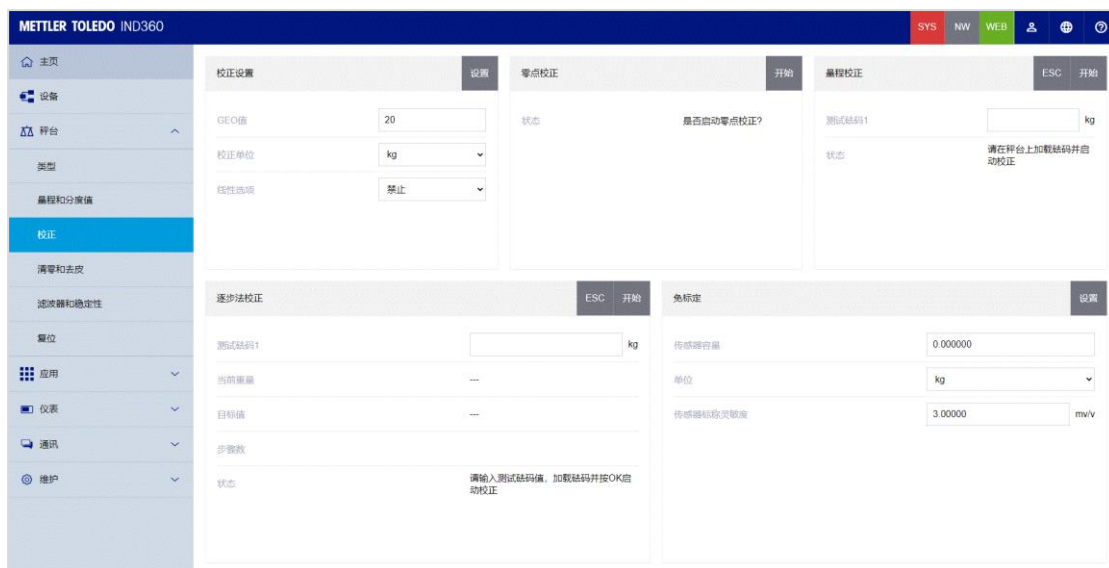 METTLER TOLEDO IND360
SYS NW WEB
主页
设备
秤台
类型
量程和分度值
校正
清零和去皮
滤波器和稳定性
复位
应用
仪表
通讯
维护
校正设置 设置
GEO值 20
校正单位 kg
线性选项 禁止
零点校正 开始
状态 是否启动零点校正?
量程校正 ESC 开始
测试砝码1 kg
状态 请在秤台上加载砝码并启
动校正
逐步法校正 ESC 开始
测试砝码1 kg
当前重量 ---
目标值 ---
步骤数
状态 请输入测试砝码值，加载砝码并按OK启
动校正
免标定 设置
传感器容量 0.000000
单位 kg
传感器标称灵敏度 3.00000 mv/v